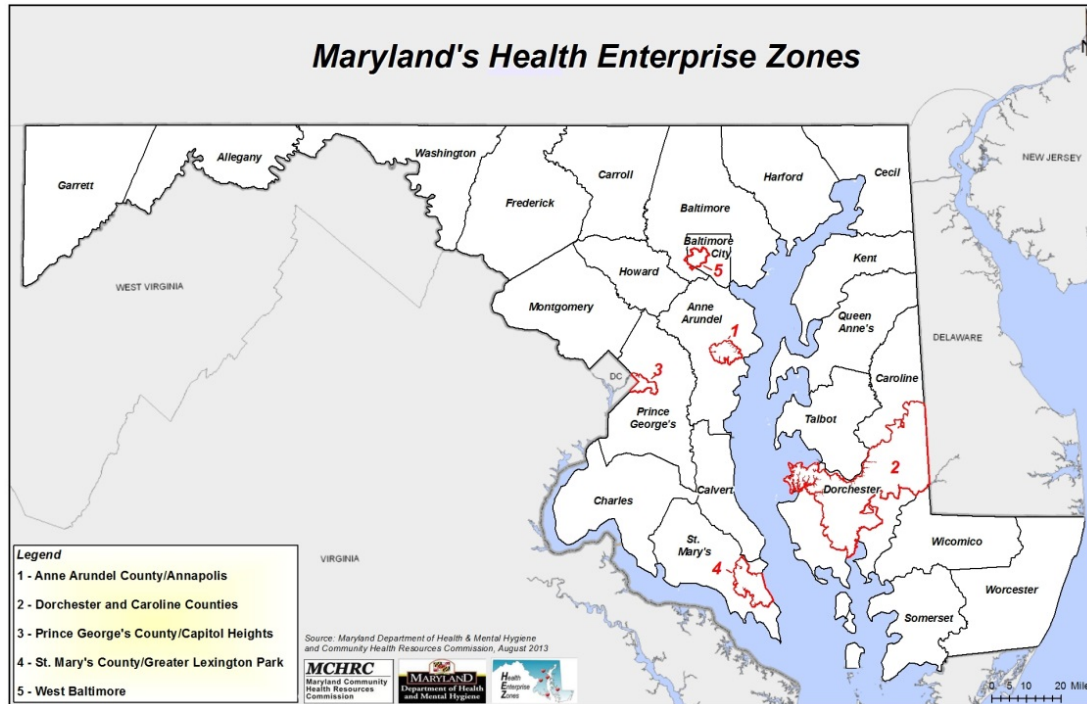 Maryland's Health Enterprise Zones
N
NEW JERSEY
Garrett
Allegany
Washington
Frederick
Carroll
Baltimore
Harford
Cecil
Baltimore
City
5
Kent
Howard
WEST VIRGINIA
Montgomery
Anne
Arundel
1
Queen
Anne's
DELAWARE
DC
3
Caroline
Prince
George's
Talbot
2
Dorchester
Charles
Calvert
St.
Mary's
4
Wicomico
Worcester
Somerset
VIRGINIA
Legend
1 - Anne Arundel County/Annapolis
2 - Dorchester and Caroline Counties
3 - Prince George's County/Capitol Heights
4 - St. Mary's County/Greater Lexington Park
5 - West Baltimore
Source: Maryland Department of Health & Mental Hygiene
and Community Health Resources Commission, August 2013
MCHRC
Maryland Community
Health Resources
Commission
MARYLAND
Department of Health
and Mental Hygiene
Health
Enterprise
Zones
0 5 10 20 Mile